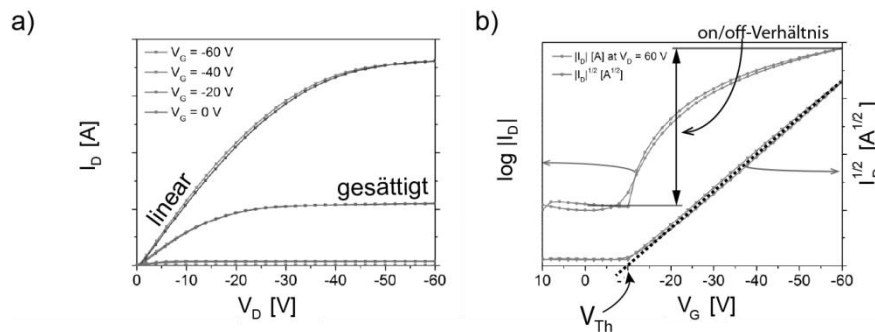 a)
V_G = -60 V
V_G = -40 V
V_G = -20 V
V_G = 0 V
I_D [A]
linear
gesättigt
0 -10 -20 -30 -40 -50 -60
V_D [V]
b)
on/off-Verhältnis
|I_D| [A] at V_D = 60 V
|I_D|^1/2 [A^1/2]
log |I_D|
I_D^1/2 [A^1/2]
10 0 - -20 -30 -40 -50 -60
V_G [V]
V_Th